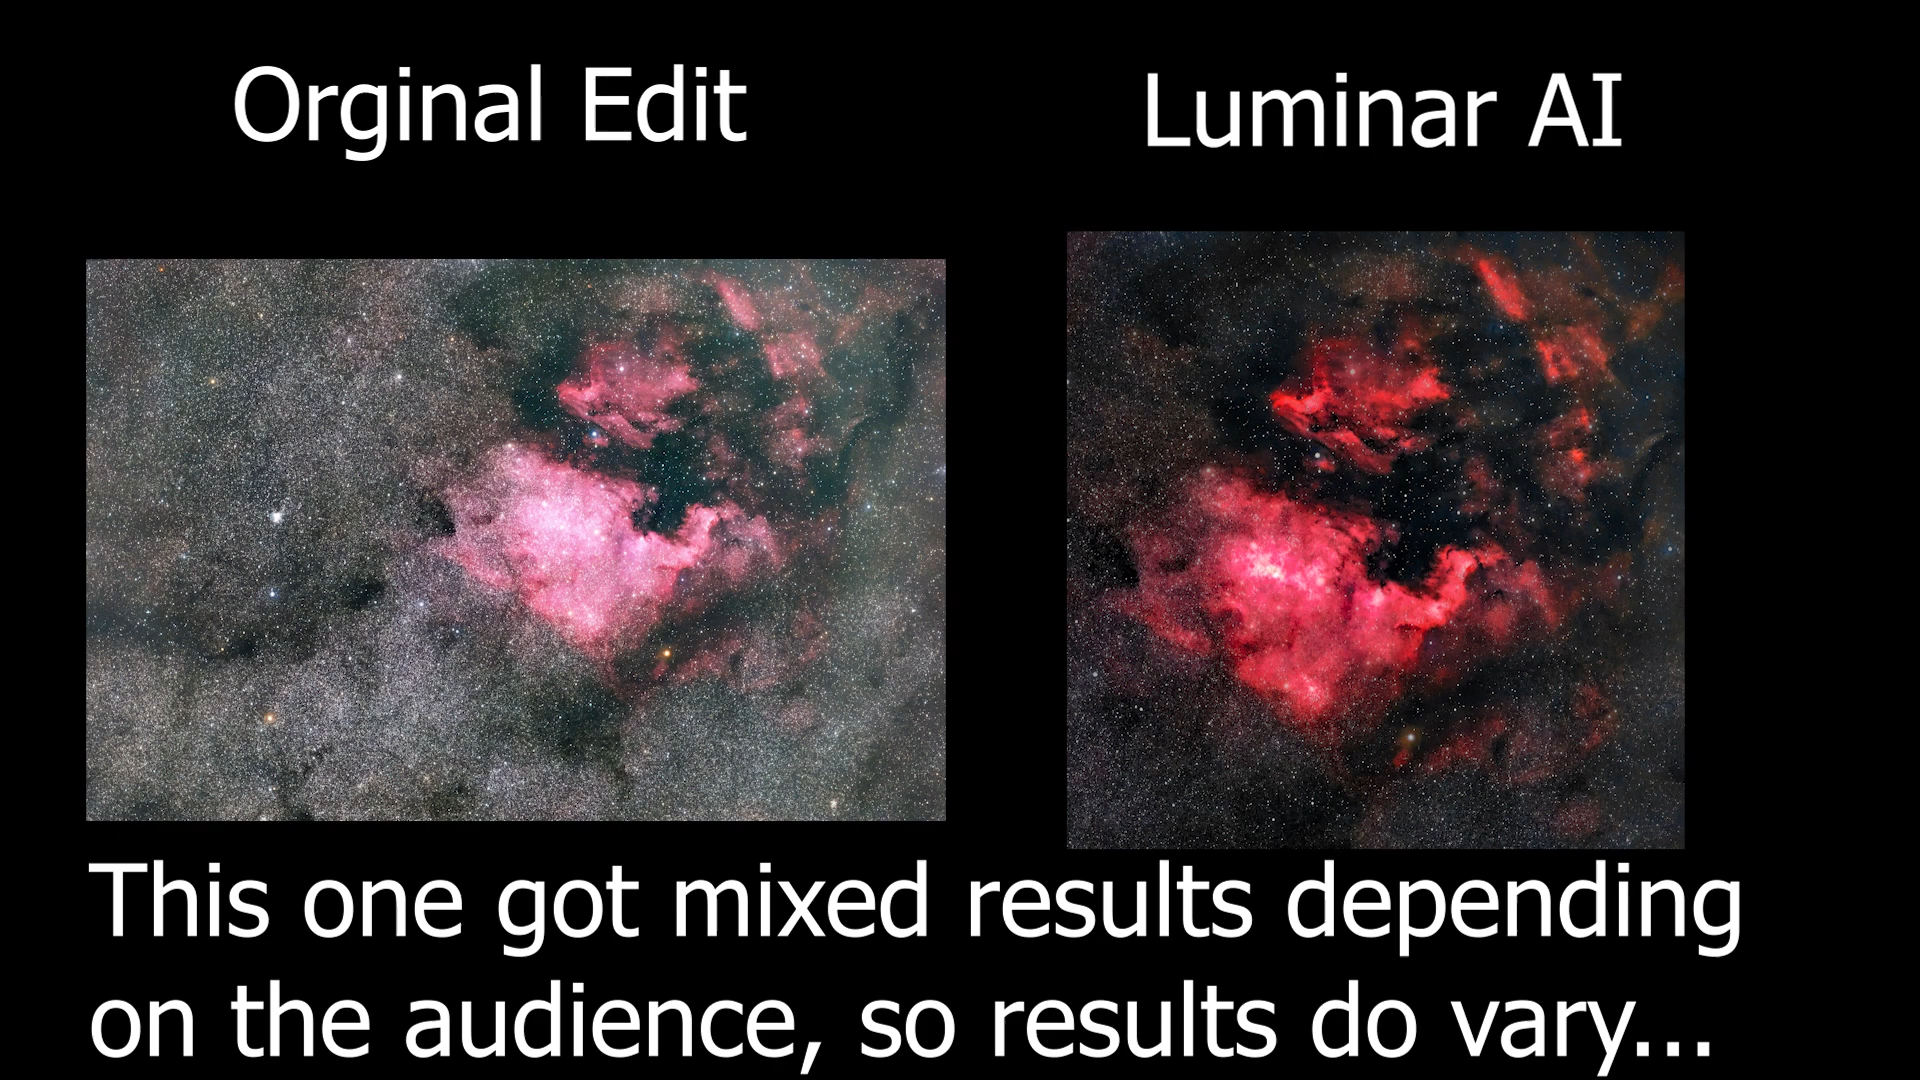 Orginal Edit
Luminar AI
This one got mixed results depending
on the audience, so results do vary...